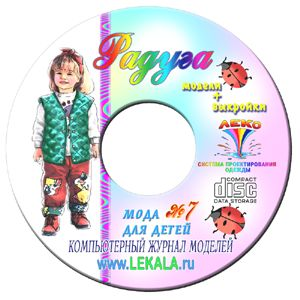 Радуга
модели
+
выкройки
ЛЕКО
СИСТЕМА ПРОЕКТИРОВАНИЯ
ОДЕЖДЫ
COMPACT
disc
DATA STORAGE
МОДА №7
ДЛЯ ДЕТЕЙ
КОМПЬЮТЕРНЫЙ ЖУРНАЛ МОДЕЛЕЙ
www.LEKALA.ru